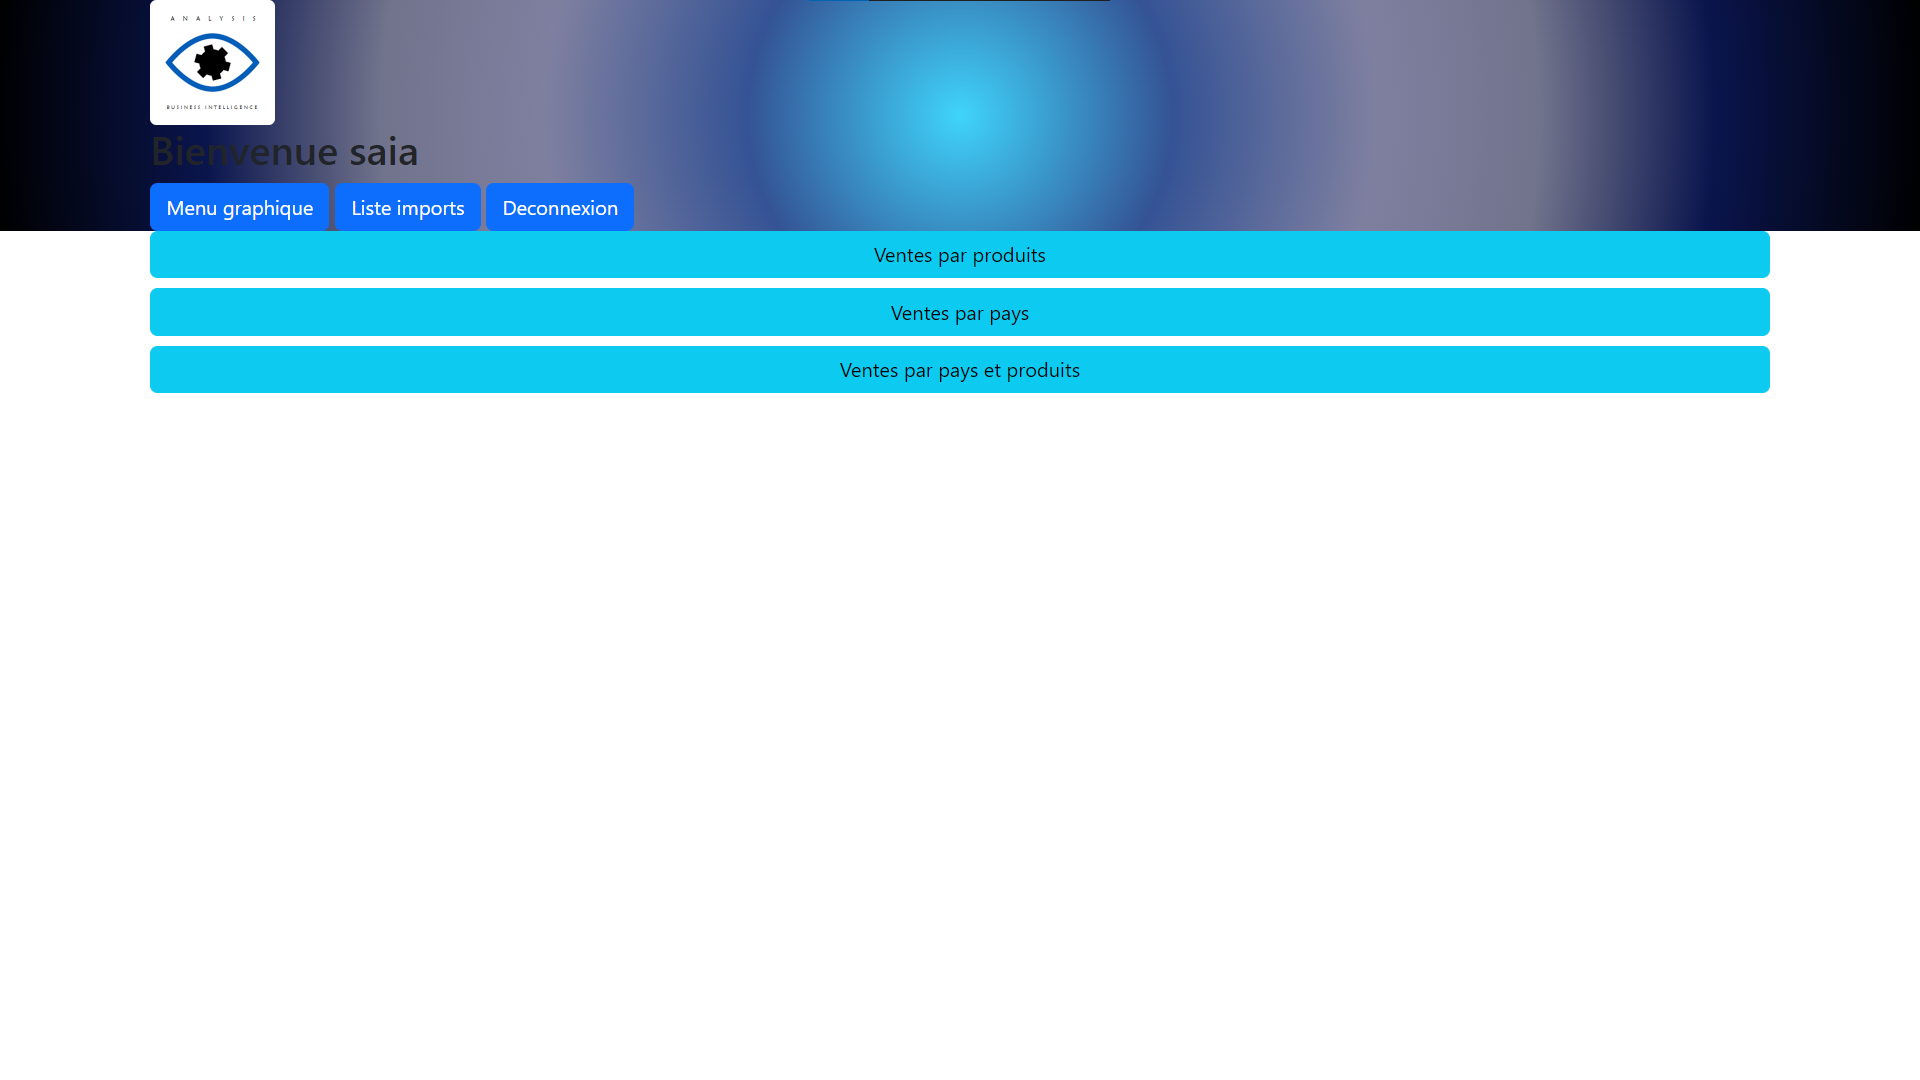 ANALYSIS
BUSINESS INTELLIGENCE
Bienvenue saia
Menu graphique Liste imports Deconnexion
Ventes par produits
Ventes par pays
Ventes par pays et produits